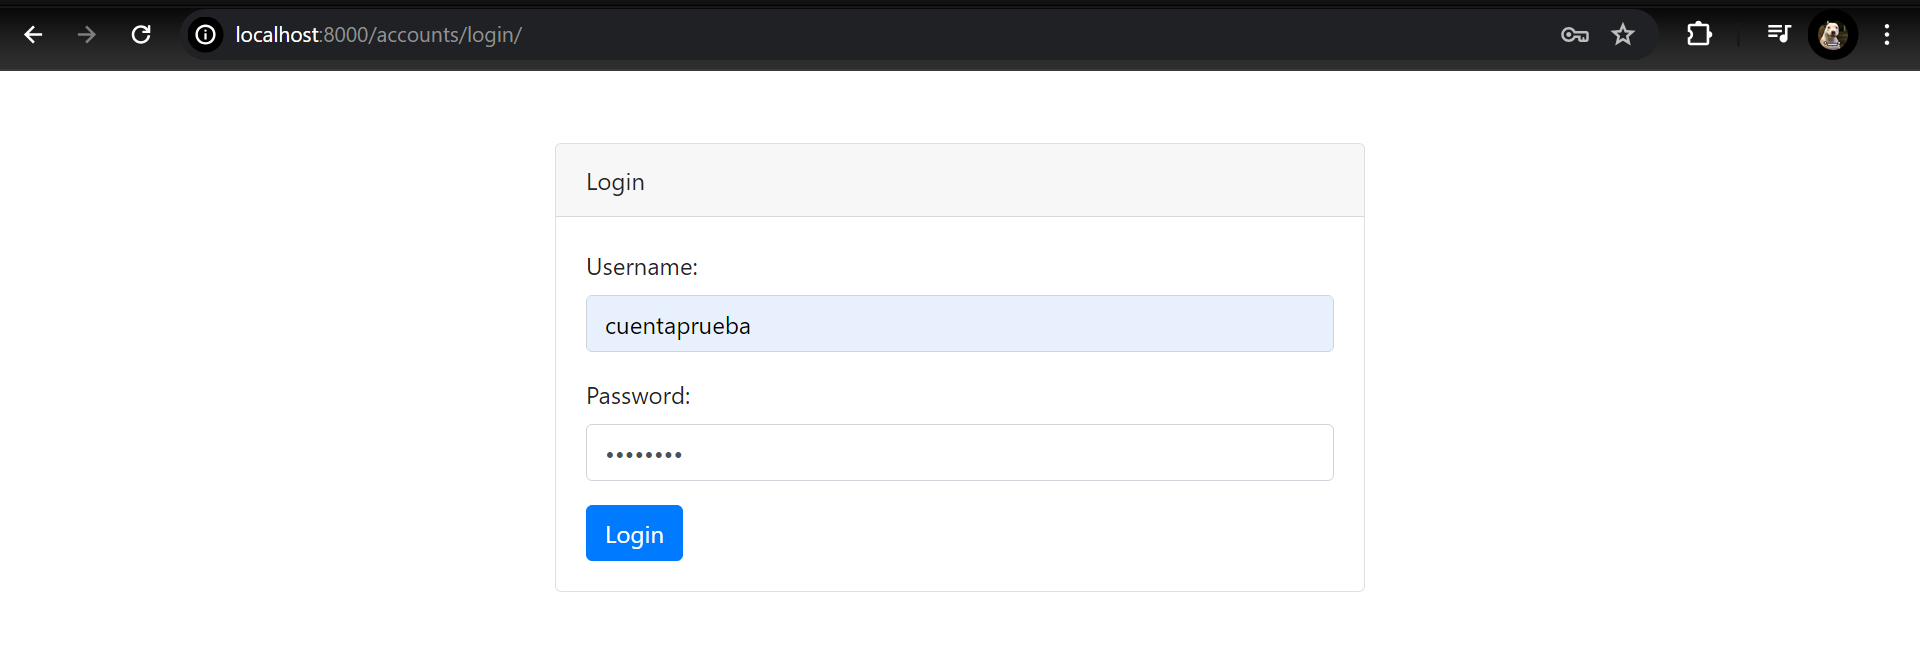 localhost:8000/accounts/login/
Login
Username:
cuentaprueba
Password:
••••••••
Login